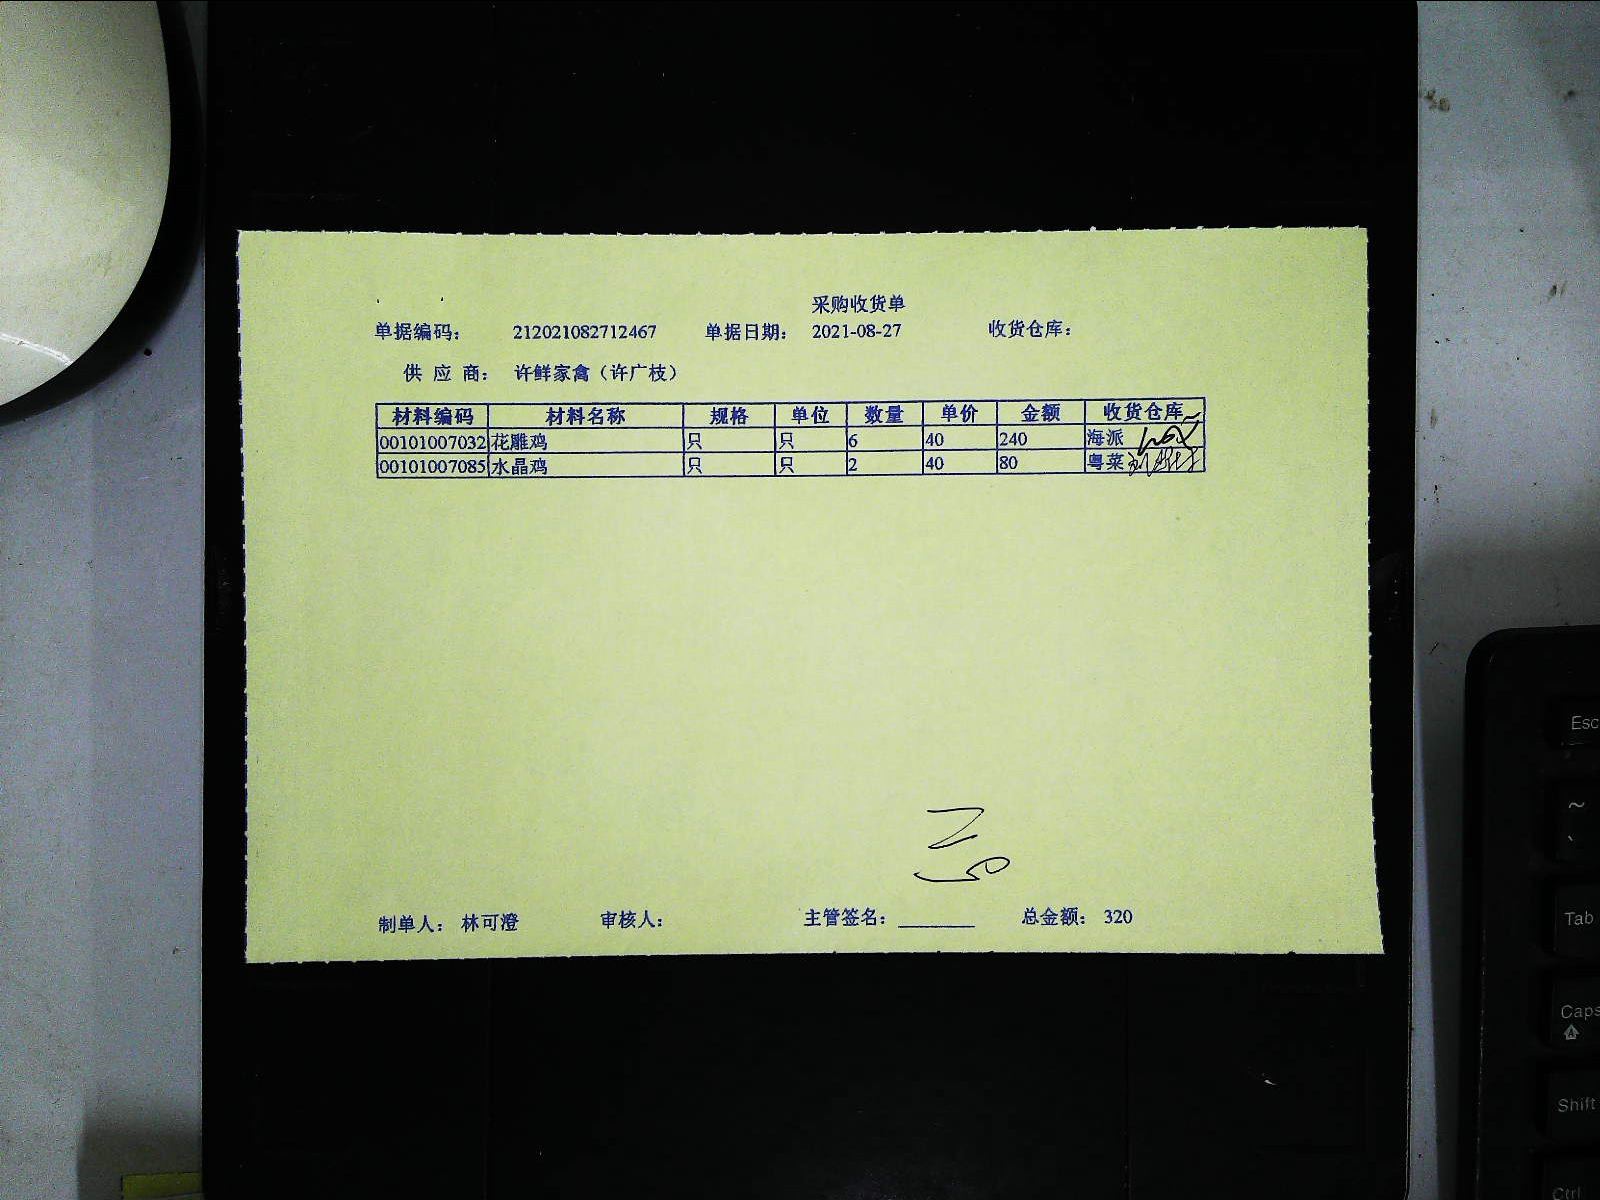 采购收货单
单据编码： 212021082712467 单据日期： 2021-08-27 收货仓库：
供 应 商： 许鲜家禽（许广枝）
材料编码 材料名称 规格 单位 数量 单价 金额 收货仓库
00101007032 花雕鸡 只 只 6 40 240 海派
00101007085 水晶鸡 只 只 2 40 80 粤菜
制单人： 林可澄 审核人： 主管签名： 总金额： 320
Esc
~
`
Tab
Caps
Shift
Ctrl